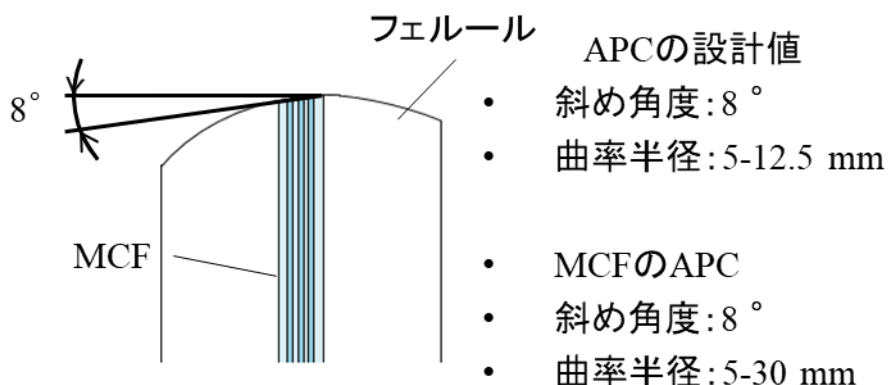 フェルール
8°
MCF
APCの設計値
• 斜め角度:8 °
• 曲率半径:5-12.5 mm
• MCFのAPC
• 斜め角度:8 °
• 曲率半径:5-30 mm